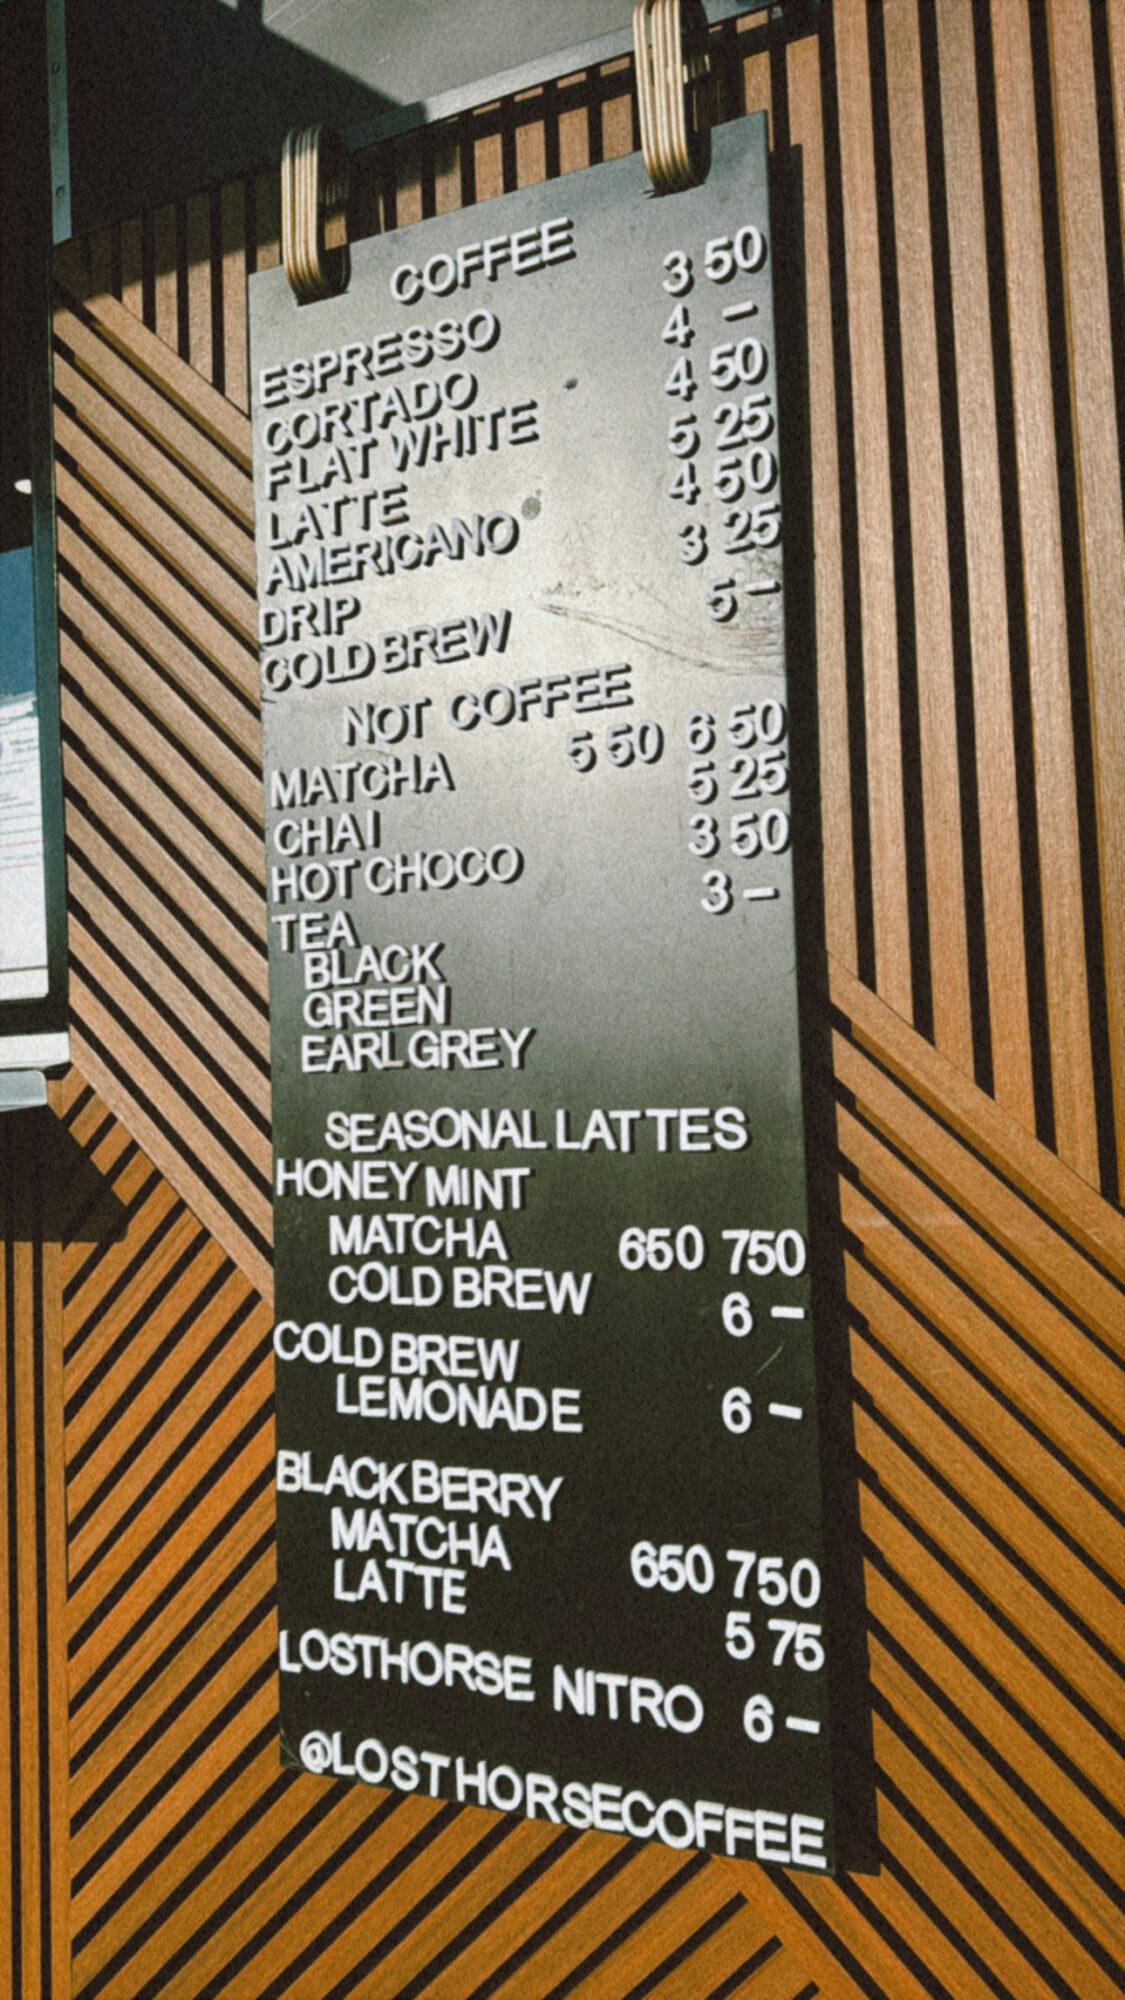 COFFEE
ESPRESSO 3 50
CORTADO 4 –
FLAT WHITE 4 50
LATTE 5 25
AMERICANO 4 50
DRIP 3 25
COLD BREW 5 –
NOT COFFEE
MATCHA 5 50 6 50
CHAI 5 25
HOT CHOCO 3 50
TEA 3 –
BLACK
GREEN
EARL GREY
SEASONAL LATTES
HONEY MINT
MATCHA 650 750
COLD BREW 6 –
COLD BREW
LEMONADE 6 –
BLACKBERRY
MATCHA 650 750
LATTE 5 75
LOSTHORSE NITRO 6 –
@LOSTHORSECOFFEE